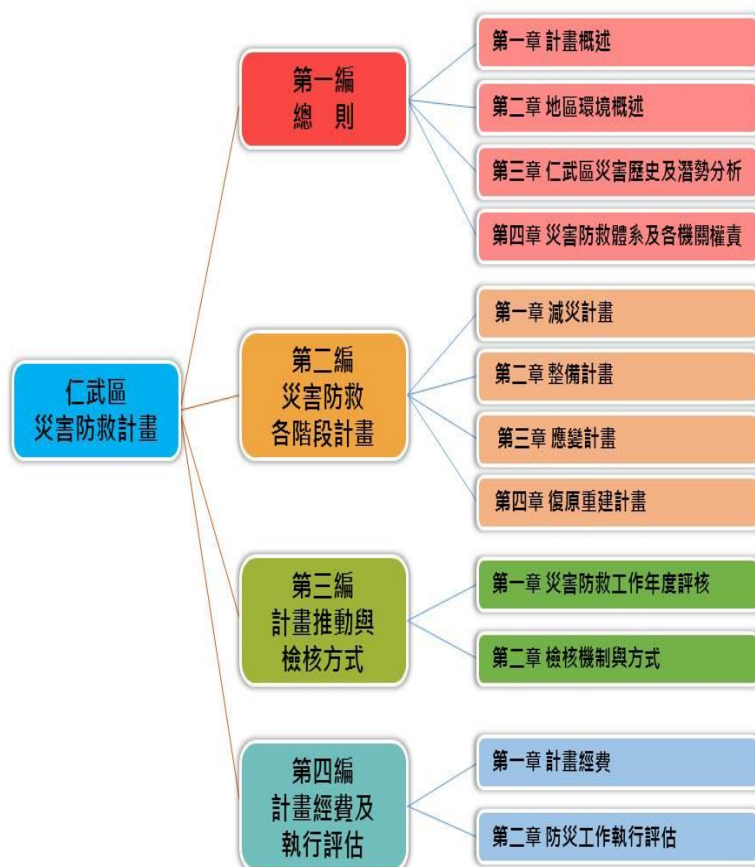 仁武區
災害防救計畫
第一編
總 則
第一章 計畫概述
第二章 地區環境概述
第三章 仁武區災害歷史及潛勢分析
第四章 災害防救體系及各機關權責
第二編
災害防救
各階段計畫
第一章 減災計畫
第二章 整備計畫
第三章 應變計畫
第四章 復原重建計畫
第三編
計畫推動與
檢核方式
第一章 災害防救工作年度評核
第二章 檢核機制與方式
第四編
計畫經費及
執行評估
第一章 計畫經費
第二章 防災工作執行評估